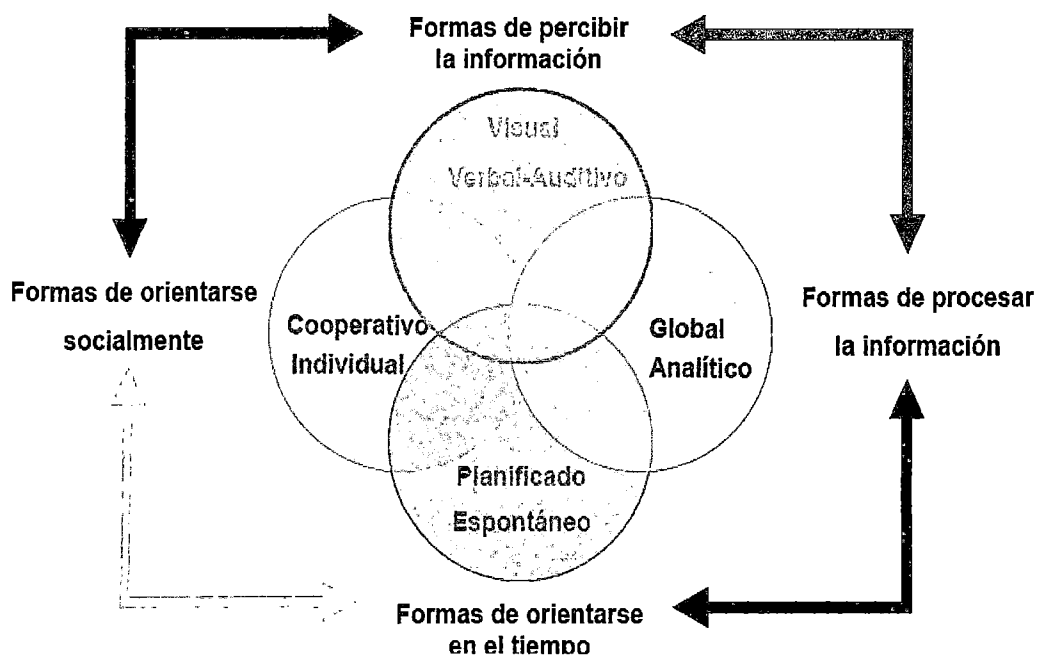 Formas de percibir
la información
Visual
Verbal-Auditivo
Formas de orientarse
socialmente
Cooperativo
Individual
Global
Analítico
Formas de procesar
la información
Planificado
Espontáneo
Formas de orientarse
en el tiempo